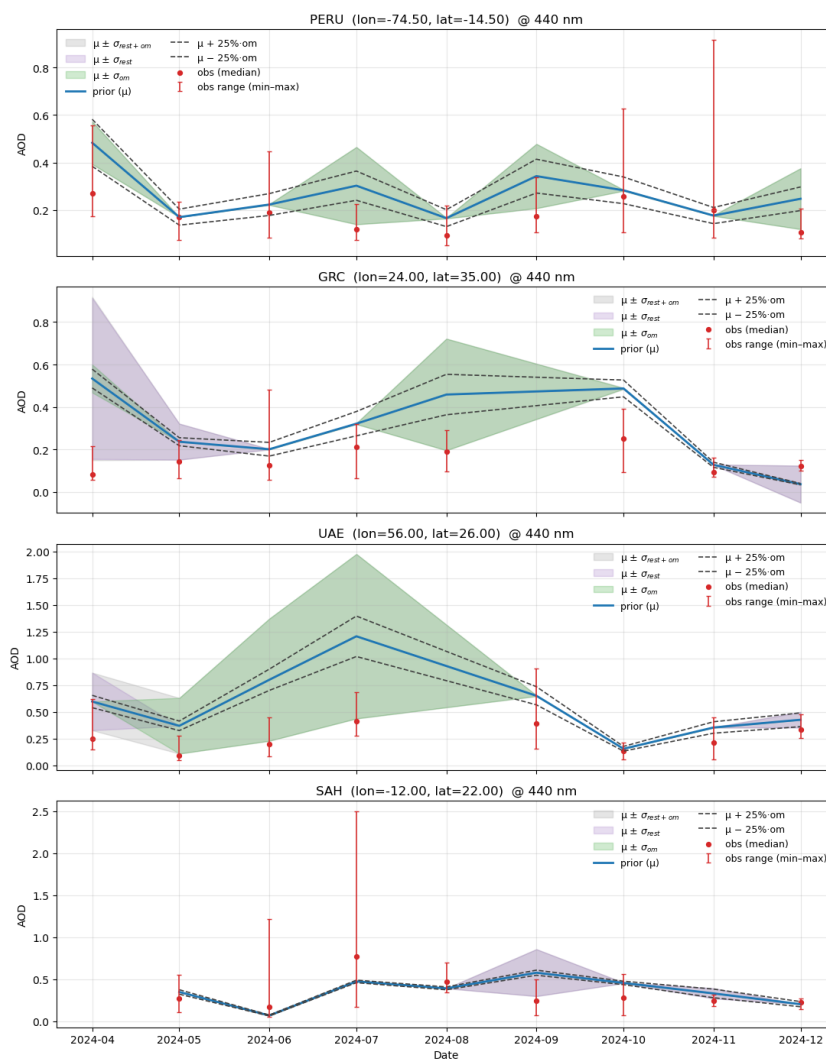 PERU (lon=-74.50, lat=-14.50) @ 440 nm
μ ± σrest+om
μ ± σrest
μ ± σom
prior (μ)
μ + 25%·om
μ − 25%·om
obs (median)
obs range (min–max)
AOD
0.8
0.6
0.4
0.2
GRC (lon=24.00, lat=35.00) @ 440 nm
μ ± σrest+om
μ ± σrest
μ ± σom
prior (μ)
μ + 25%·om
μ − 25%·om
obs (median)
obs range (min–max)
AOD
0.8
0.6
0.4
0.2
0.0
UAE (lon=56.00, lat=26.00) @ 440 nm
μ ± σrest+om
μ ± σrest
μ ± σom
prior (μ)
μ + 25%·om
μ − 25%·om
obs (median)
obs range (min–max)
AOD
2.00
1.75
1.50
1.25
1.00
0.75
0.50
0.25
0.00
SAH (lon=-12.00, lat=22.00) @ 440 nm
μ ± σrest+om
μ ± σrest
μ ± σom
prior (μ)
μ + 25%·om
μ − 25%·om
obs (median)
obs range (min–max)
AOD
2.5
2.0
1.5
1.0
0.5
0.0
2024-04 2024-05 2024-06 2024-07 2024-08 2024-09 2024-10 2024-11 2024-12
Date